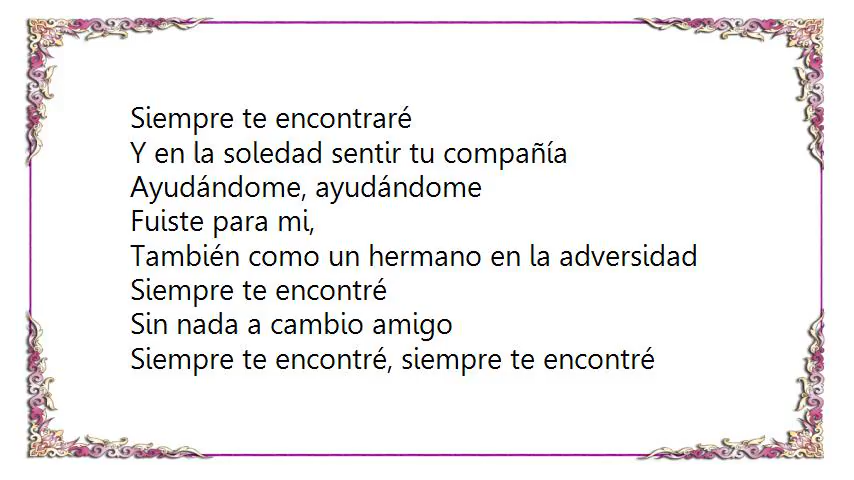 Siempre te encontraré
Y en la soledad sentir tu compañía
Ayudándome, ayudándome
Fuiste para mi,
También como un hermano en la adversidad
Siempre te encontré
Sin nada a cambio amigo
Siempre te encontré, siempre te encontré